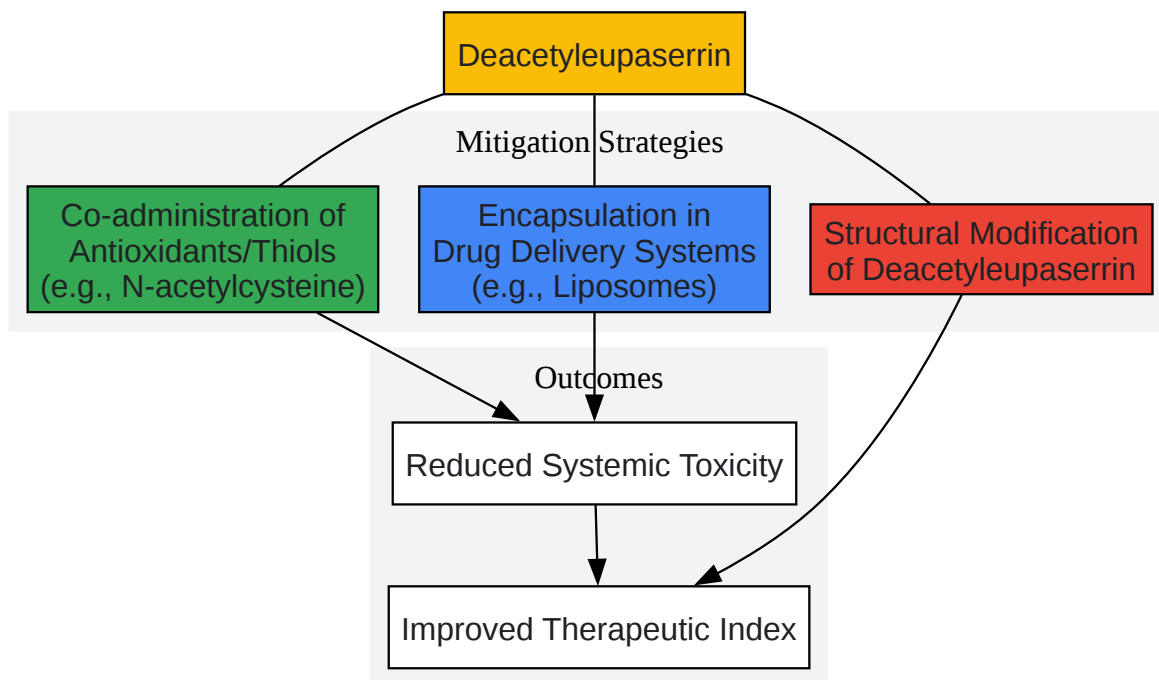 Deacetyleupaserrin
Mitigation Strategies
Co-administration of
Antioxidants/Thiols
(e.g., N-acetylcysteine)
Encapsulation in
Drug Delivery Systems
(e.g., Liposomes)
Structural Modification
of Deacetyleupaserrin
Outcomes
Reduced Systemic Toxicity
Improved Therapeutic Index